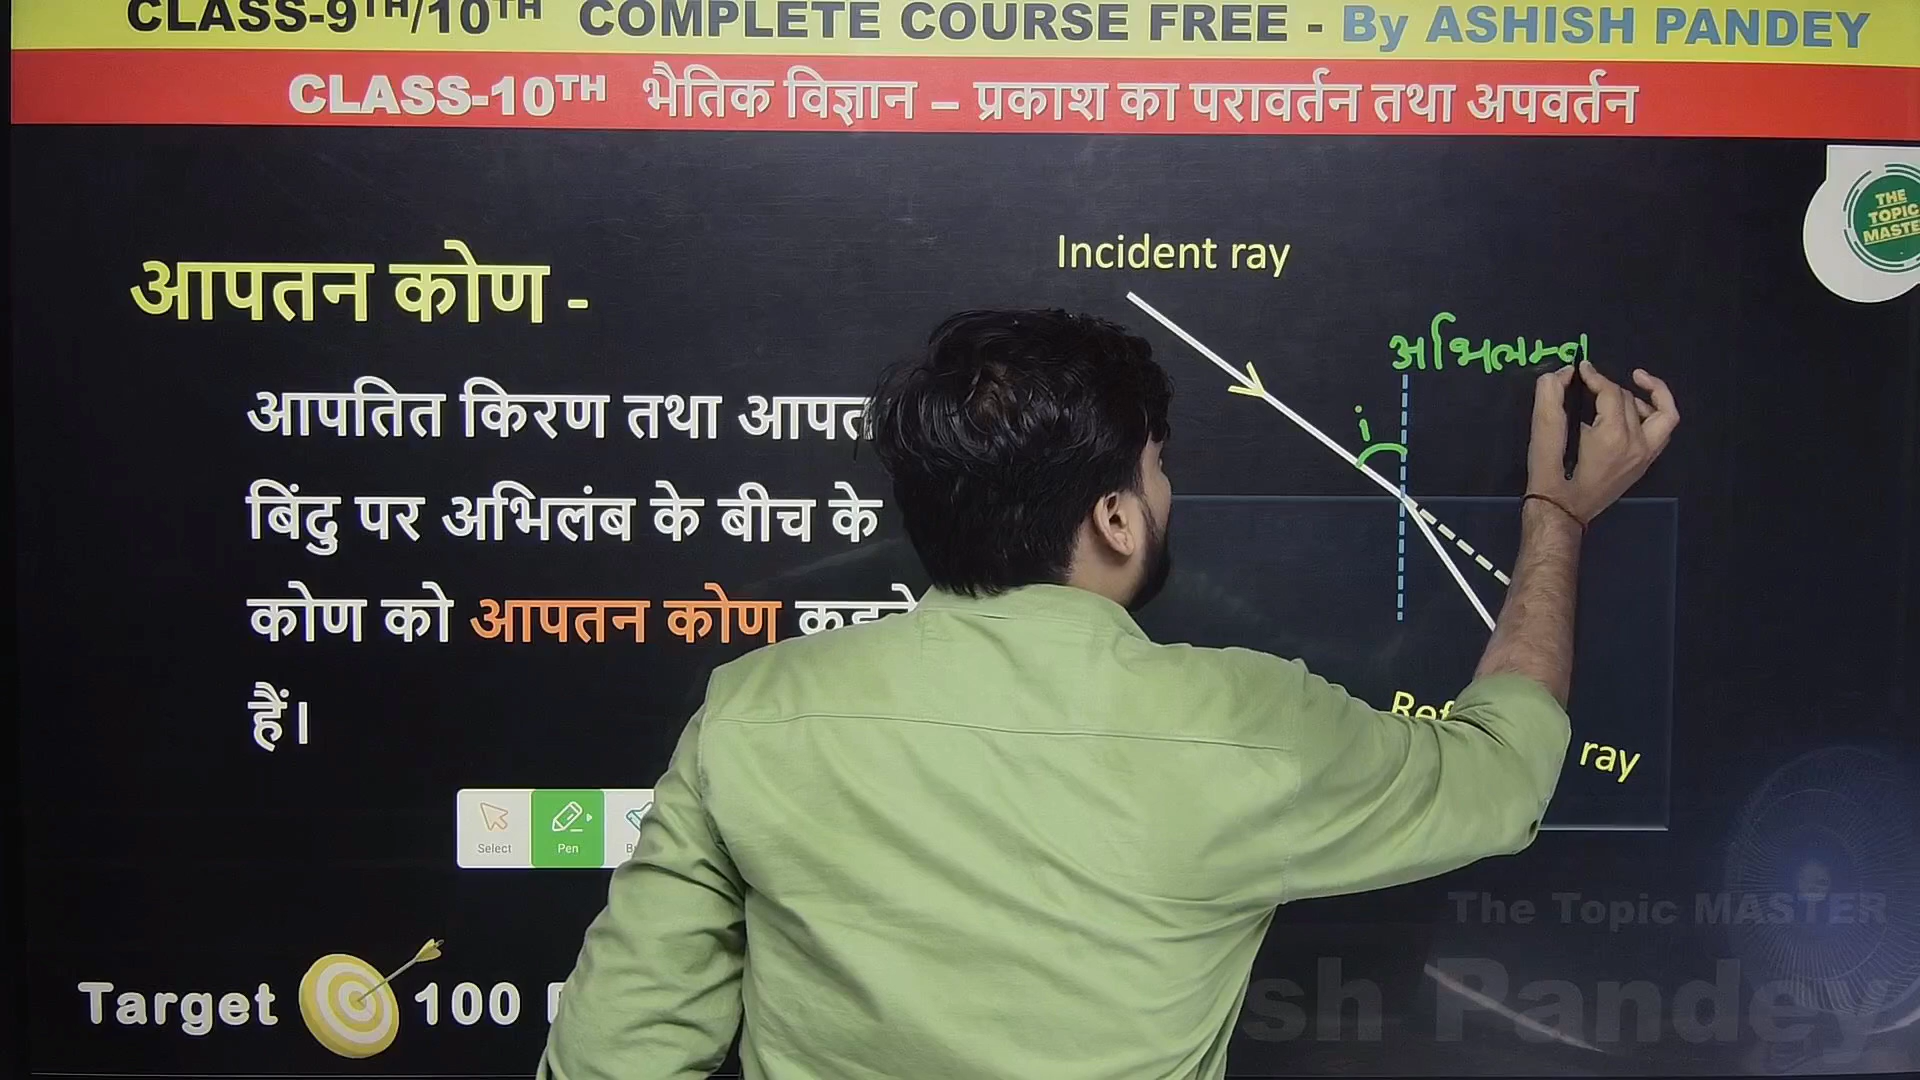 CLASS-9TH/10TH COMPLETE COURSE FREE - By ASHISH PANDEY
CLASS-10TH भैतिक विज्ञान – प्रकाश का परावर्तन तथा अपवर्तन
THE
TOPIC
MASTE
Incident ray
आपतन कोण -
अभिलम्ब
i
आपतित किरण तथा
बिंदु पर अभिलंब के बीच के
कोण को आपतन कोण
हैं।
ray
Select
Pen
The Topic MASTER
Target 100
sh Pandey